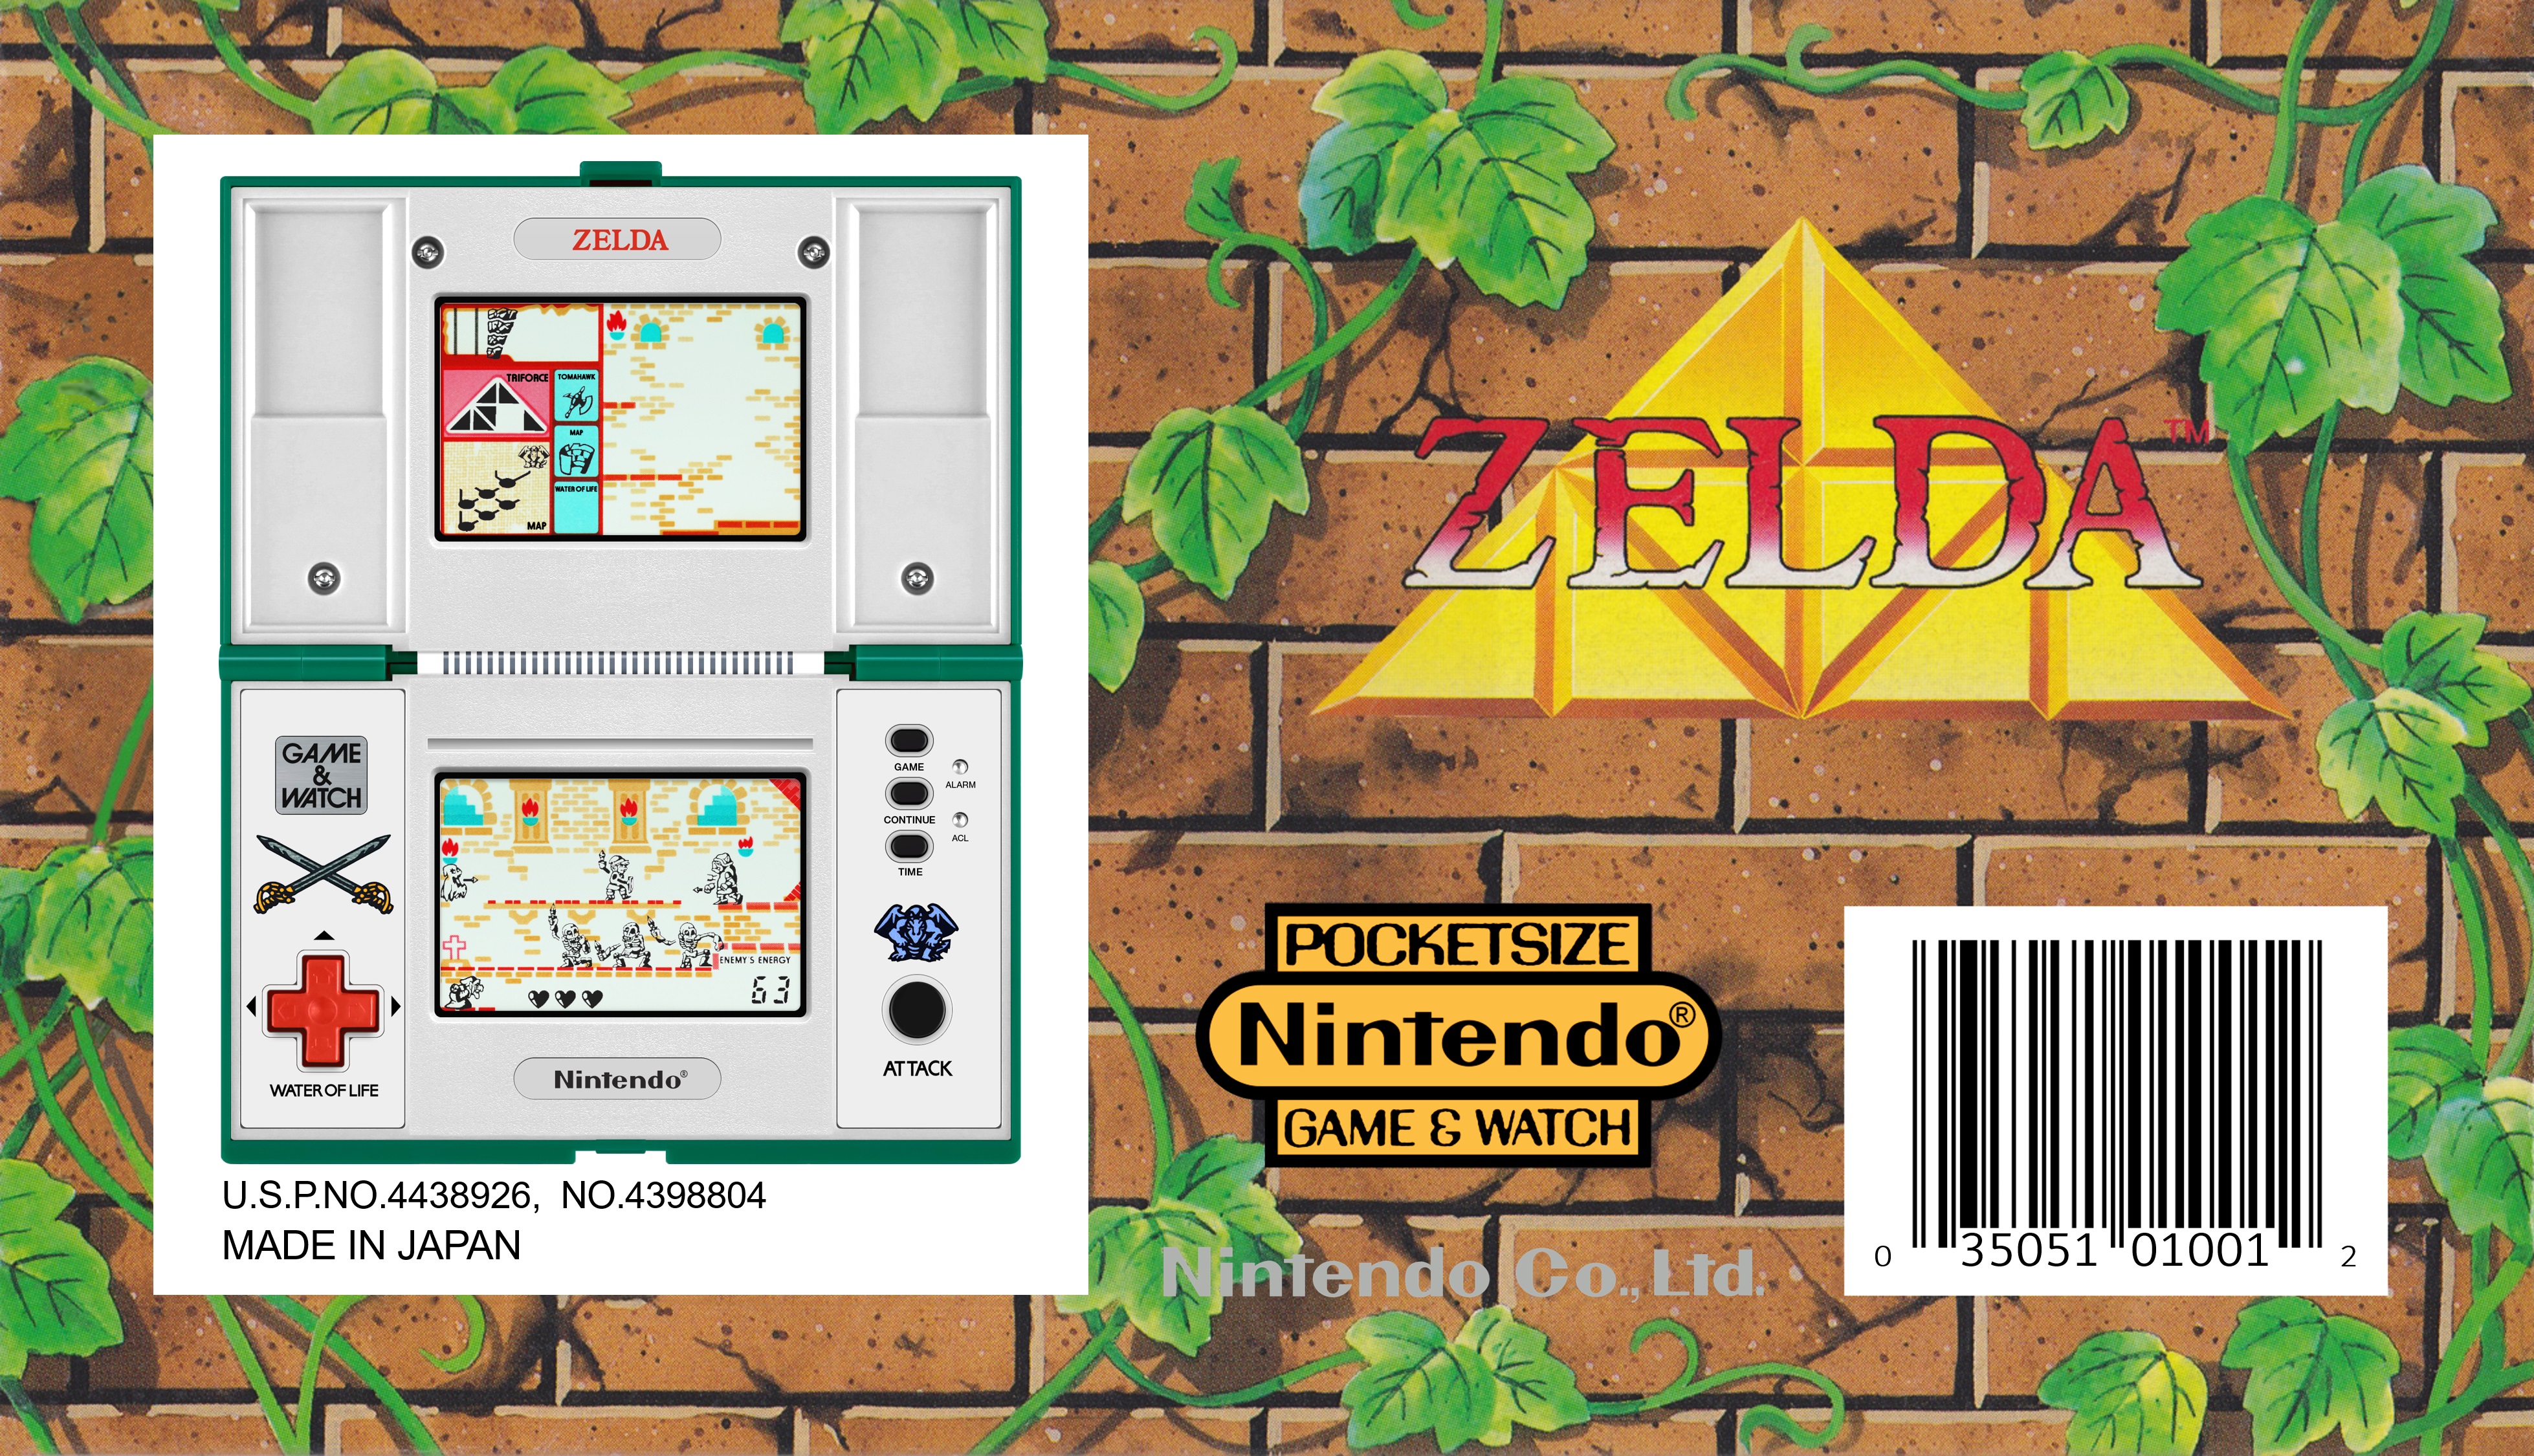 ZELDA
TRIFORCE
TOMAHAWK
MAP
WATER OF LIFE
MAP
GAME
&
WATCH
GAME
ALARM
CONTINUE
ACL
TIME
ENEMY'S ENERGY
63
WATER OF LIFE
ATTACK
Nintendo®
U.S.P.NO.4438926, NO.4398804
MADE IN JAPAN
ZELDA™
POCKETSIZE
Nintendo®
GAME & WATCH
Nintendo Co., Ltd.
0 35051 01001 2